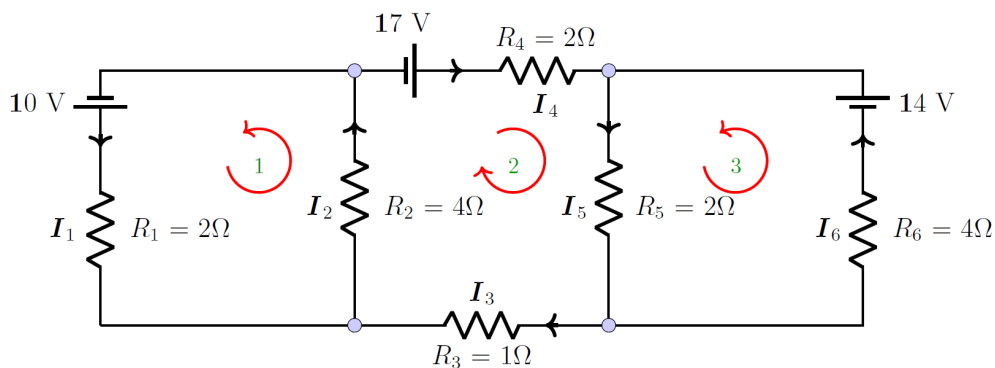 17 V
R₄ = 2Ω
10 V
I₄
14 V
1
2
3
I₁
R₁ = 2Ω
I₂
R₂ = 4Ω
I₅
R₅ = 2Ω
I₆
R₆ = 4Ω
I₃
R₃ = 1Ω